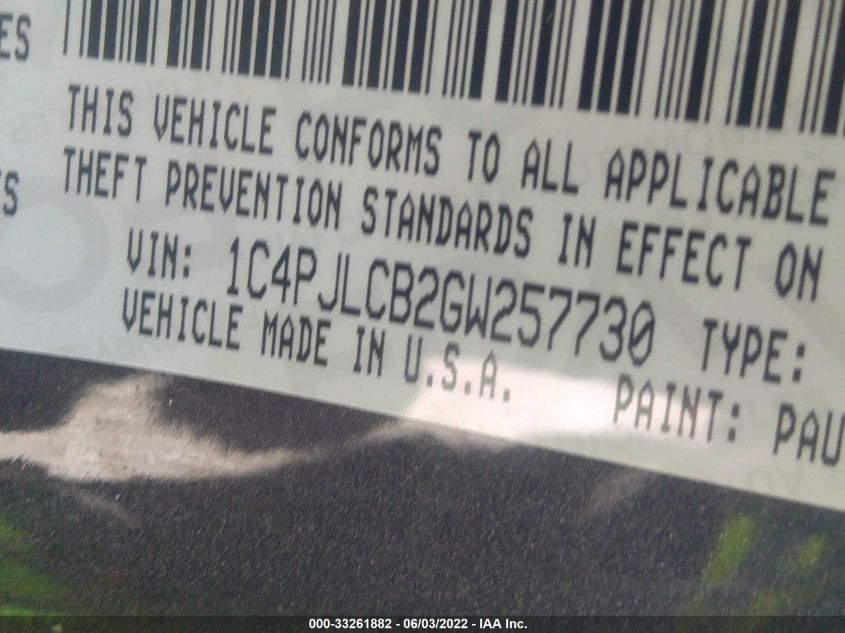 ES
THIS VEHICLE CONFORMS TO ALL APPLICABLE
THEFT PREVENTION STANDARDS IN EFFECT ON
VIN: 1C4PJLCB2GW257730 TYPE:
VEHICLE MADE IN U.S.A. PAINT: PAU
000-33261882 - 06/03/2022 - IAA Inc.